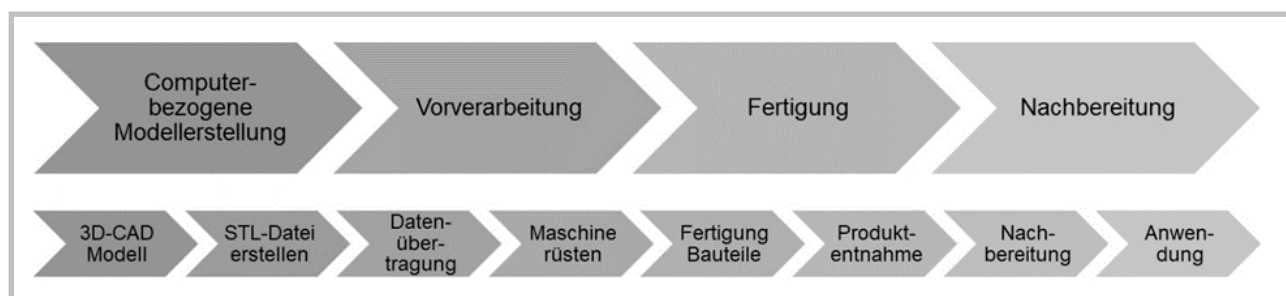 Computer-
bezogene
Modellerstellung
Vorverarbeitung
Fertigung
Nachbereitung
3D-CAD
Modell
STL-Datei
erstellen
Daten-
über-
tragung
Maschine
rüsten
Fertigung
Bauteile
Produkt-
entnahme
Nach-
bereitung
Anwen-
dung